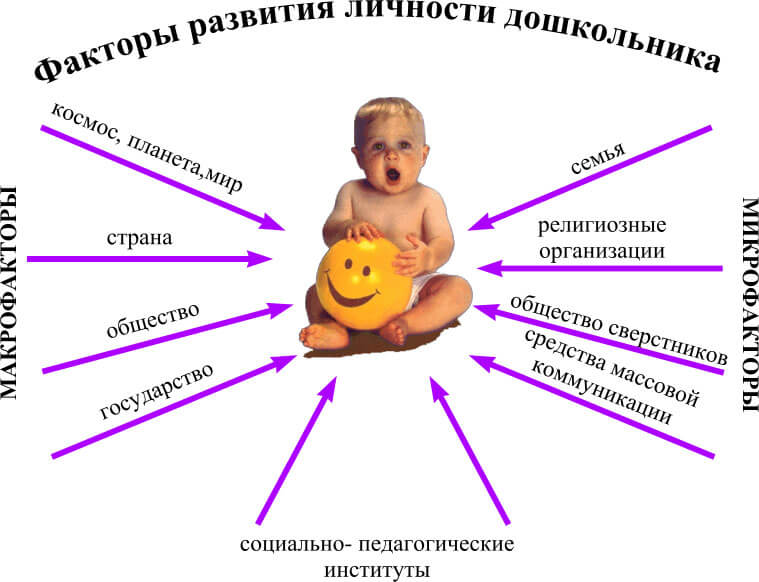 Факторы развития личности дошкольника
МАКРОФАКТОРЫ
космос, планета,мир
страна
общество
государство
МИКРОФАКТОРЫ
семья
религиозные
организации
общество сверстников
средства массовой
коммуникации
социально- педагогические
институты